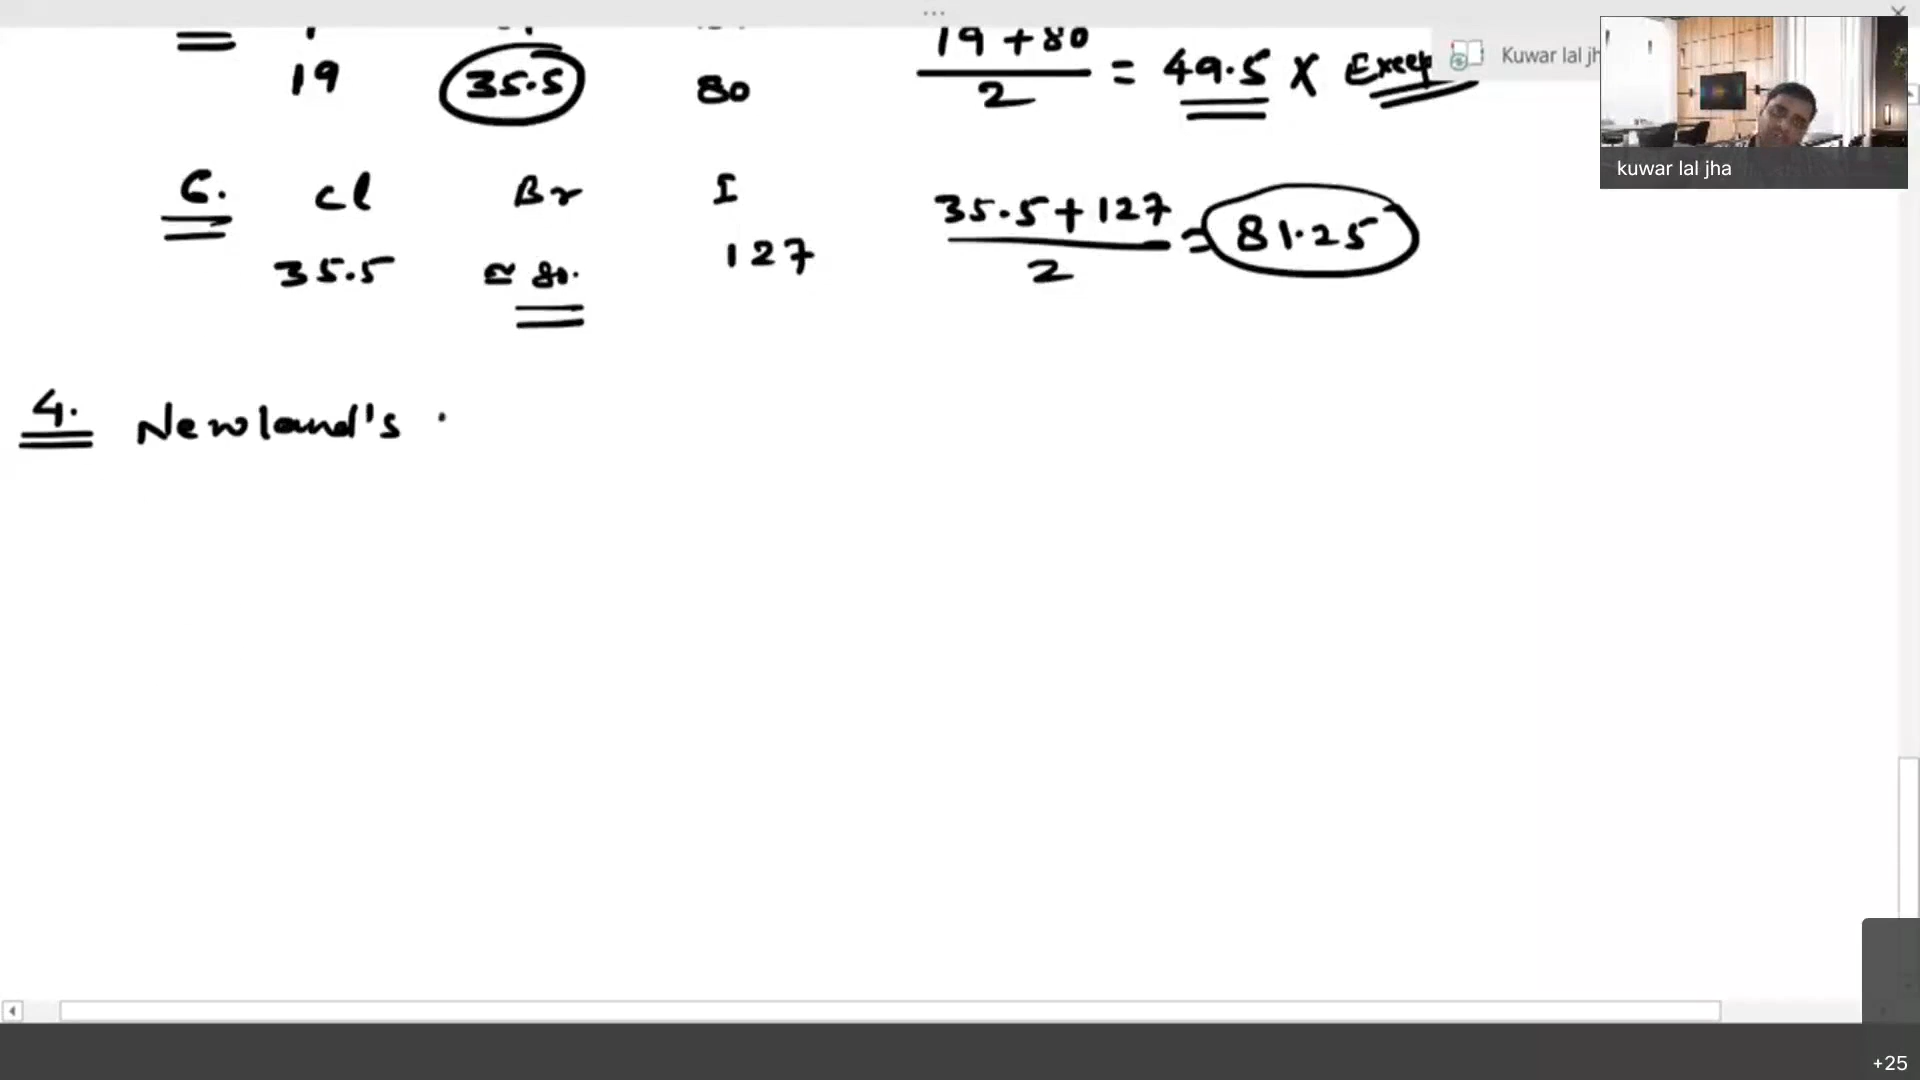 19 + 80
19 35.5 80 — = 49.5 X Excep
2
Kuwar lal jh
kuwar lal jha
6. Cl Br I 35.5 + 127
— = 81.25
35.5 ≅ 80. 127 2
4. Newland's
+25